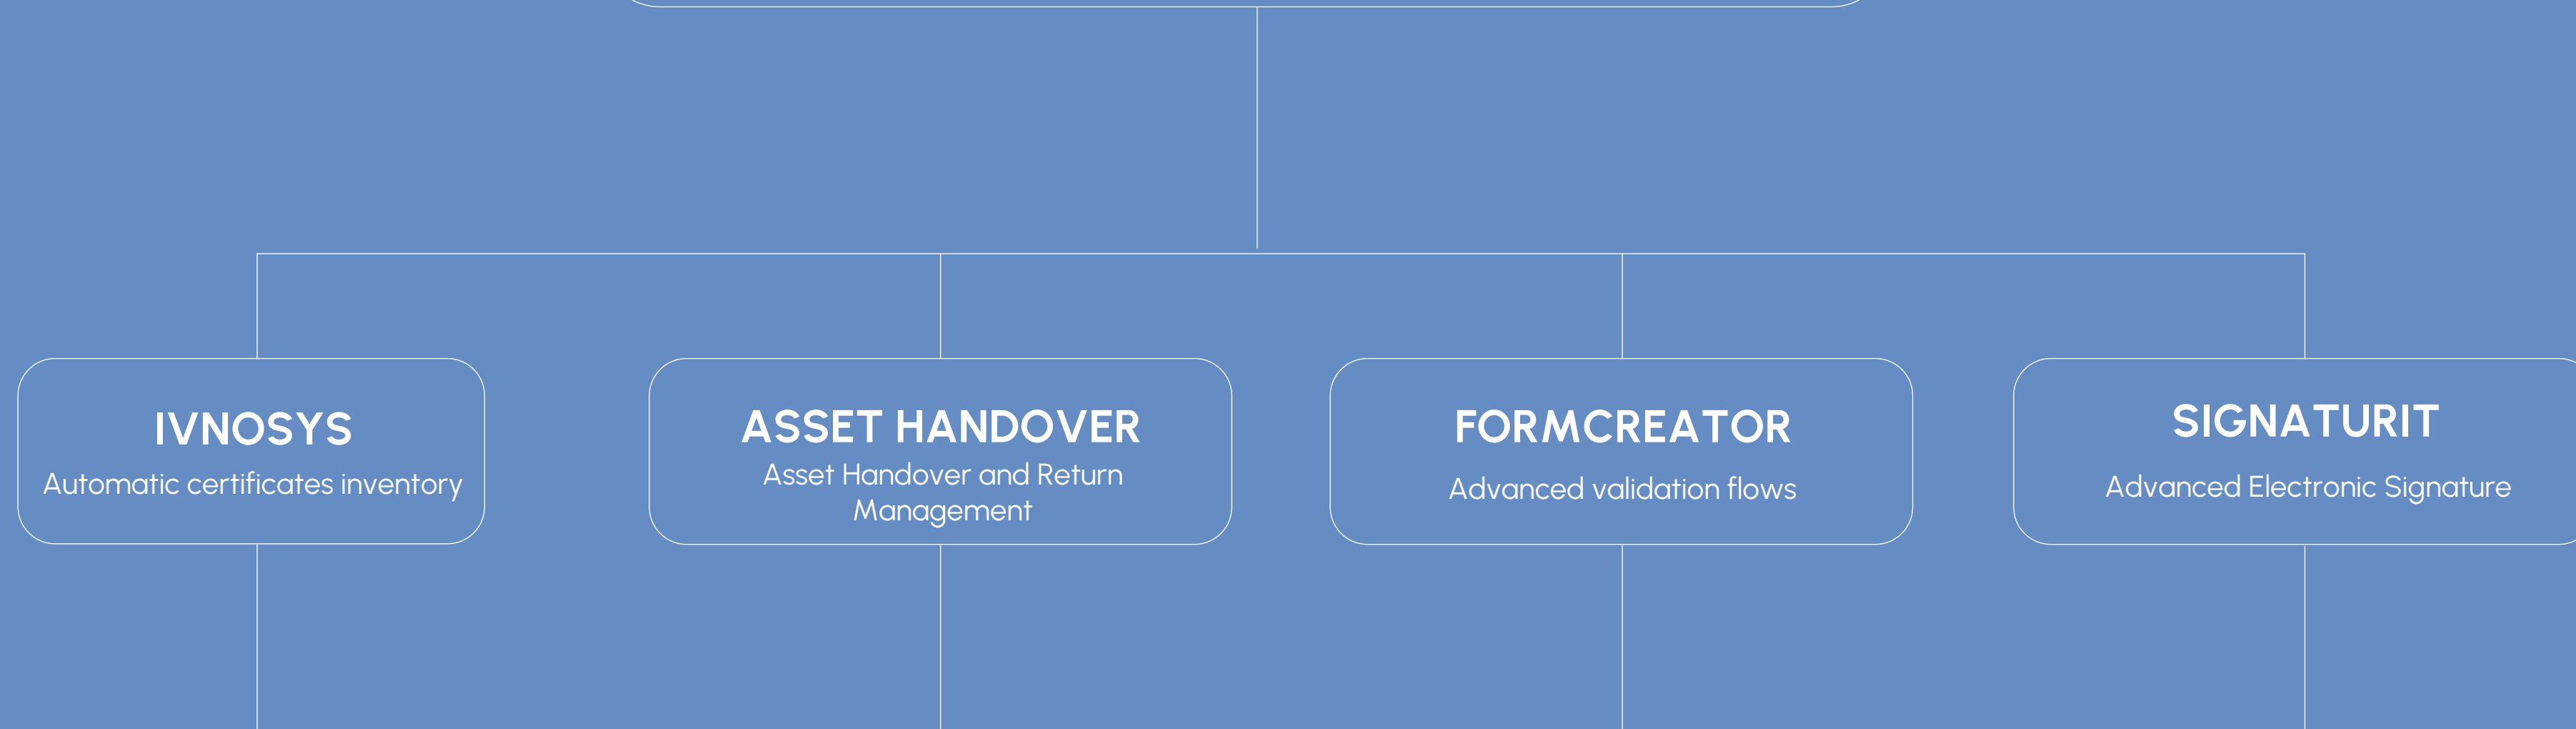 IVNOSYS
Automatic certificates inventory
ASSET HANDOVER
Asset Handover and Return
Management
FORMCREATOR
Advanced validation flows
SIGNATURIT
Advanced Electronic Signature